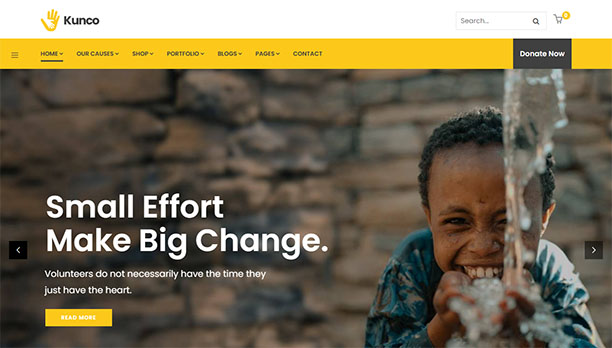 Kunco
Search...
0
HOME OUR CAUSES SHOP PORTFOLIO BLOGS PAGES CONTACT
Donate Now
Small Effort
Make Big Change.
Volunteers do not necessarily have the time they
just have the heart.
READ MORE